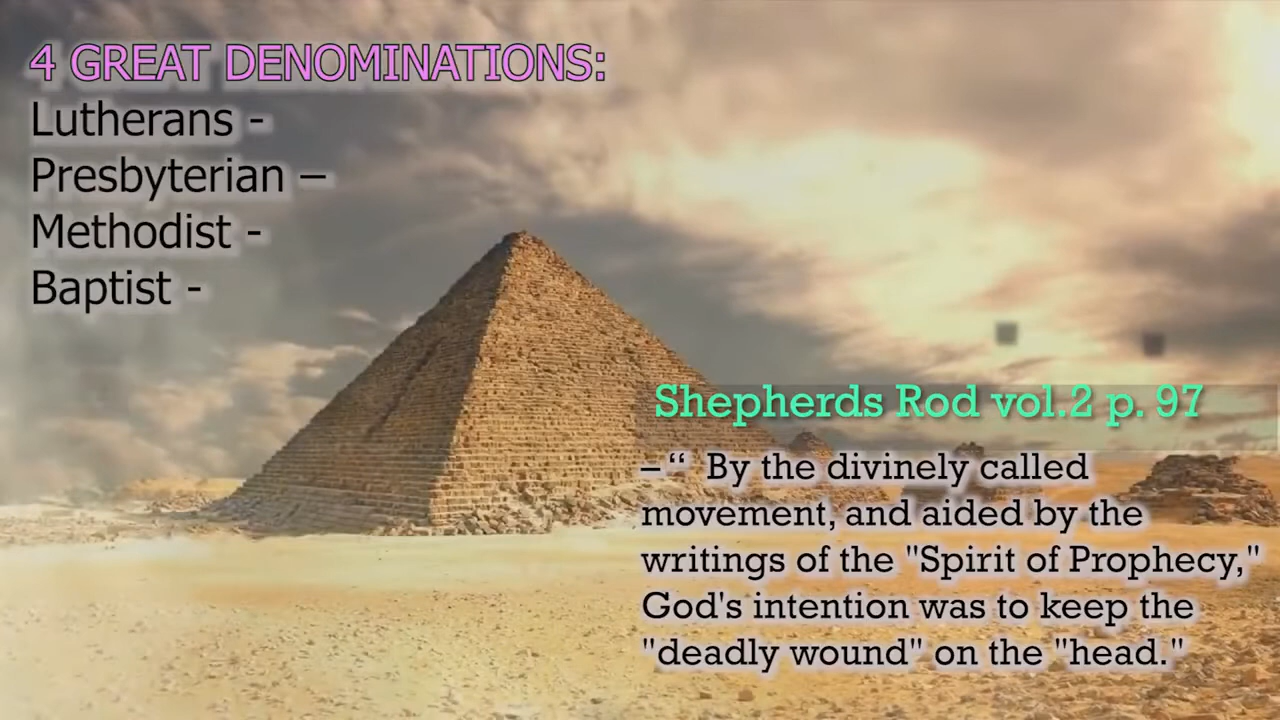 4 GREAT DENOMINATIONS:
Lutherans -
Presbyterian –
Methodist -
Baptist -
Shepherds Rod vol.2 p. 97
– “ By the divinely called
movement, and aided by the
writings of the "Spirit of Prophecy,"
God's intention was to keep the
"deadly wound" on the "head."